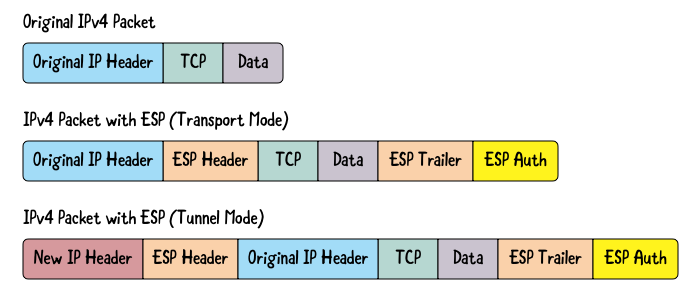 Original IPv4 Packet
Original IP Header TCP Data
IPv4 Packet with ESP (Transport Mode)
Original IP Header ESP Header TCP Data ESP Trailer ESP Auth
IPv4 Packet with ESP (Tunnel Mode)
New IP Header ESP Header Original IP Header TCP Data ESP Trailer ESP Auth